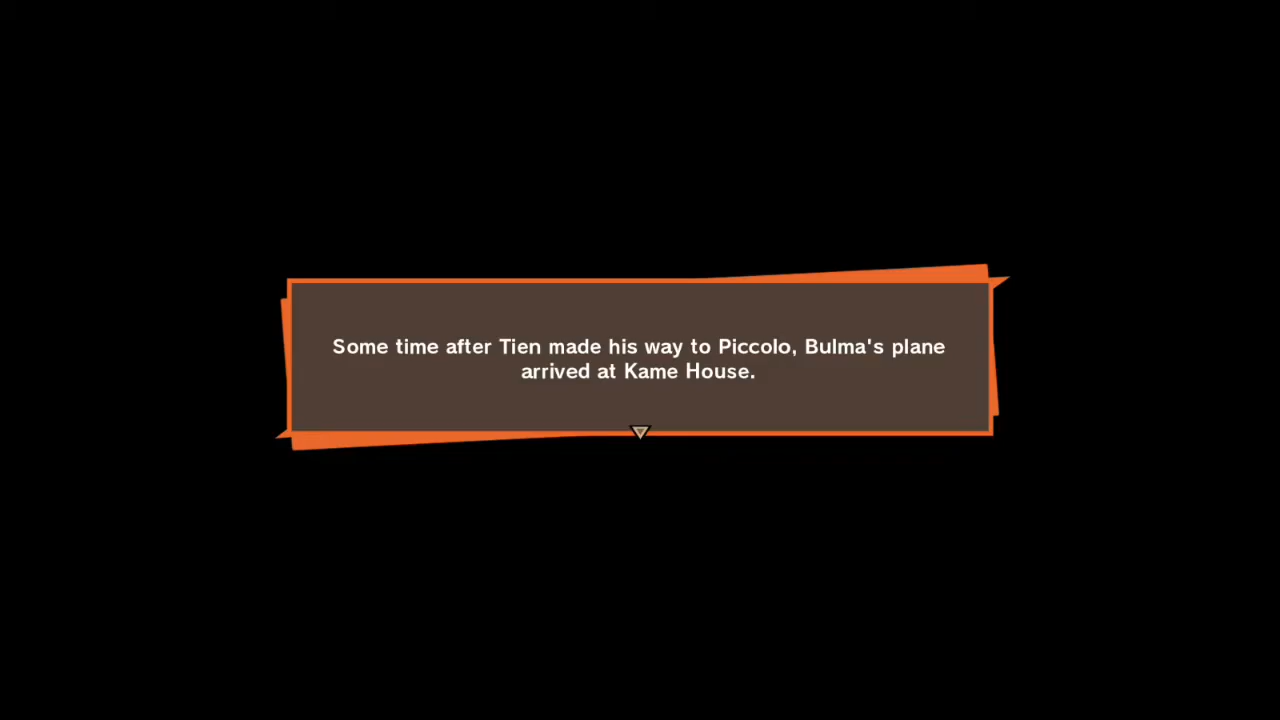 Some time after Tien made his way to Piccolo, Bulma's plane
arrived at Kame House.